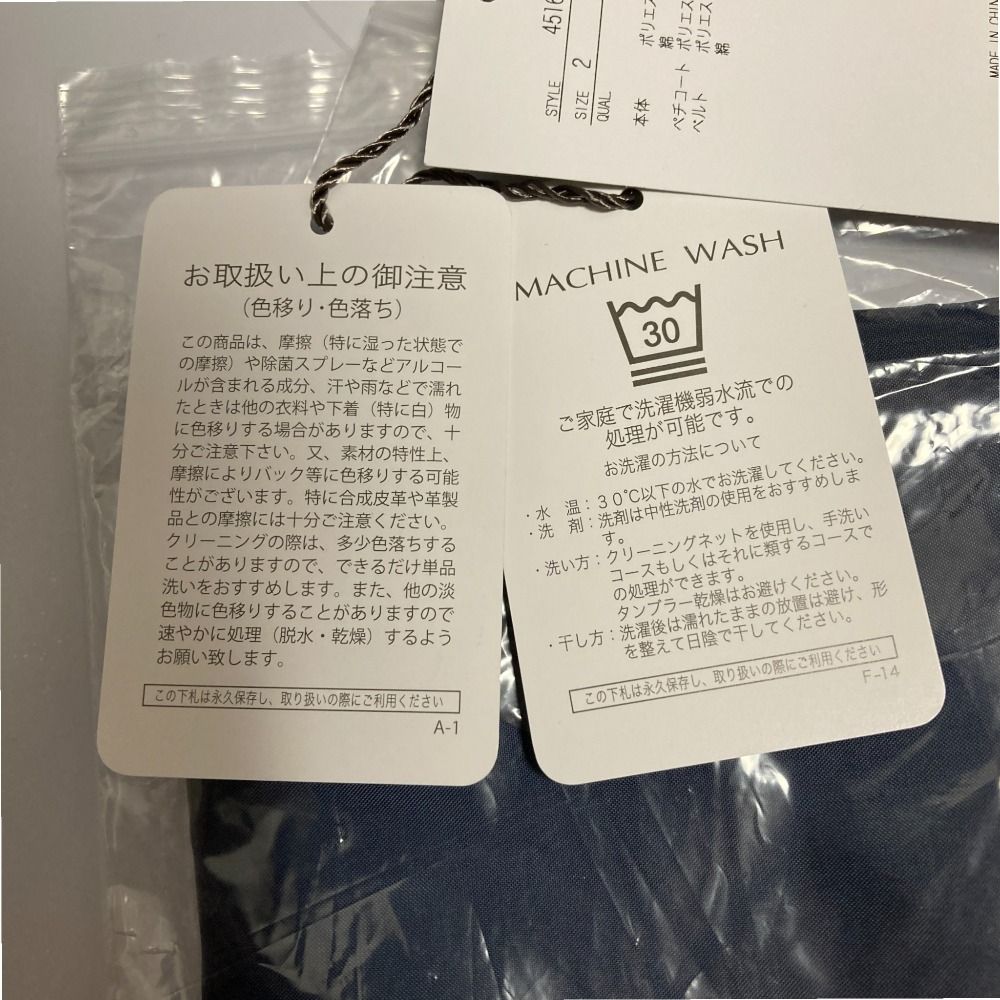 STYLE 4516
SIZE 2
QUAL
本体 ポリエス
綿
ペチコート ポリエス
ベルト ポリエス
綿
MADE IN CHIN
お取扱い上の御注意
(色移り・色落ち)
この商品は、摩擦（特に湿った状態で
の摩擦）や除菌スプレーなどアルコー
ルが含まれる成分、汗や雨などで濡れ
たときは他の衣料や下着（特に白）物
に色移りする場合がありますので、十
分ご注意下さい。又、素材の特性上、
摩擦によりバック等に色移りする可能
性がございます。特に合成皮革や革製
品との摩擦には十分ご注意ください。
クリーニングの際は、多少色落ちする
ことがありますので、できるだけ単品
洗いをおすすめします。また、他の淡
色物に色移りすることがありますので
速やかに処理（脱水・乾燥）するよう
お願い致します。
この下札は永久保存し、取り扱いの際にご利用ください
A-1
MACHINE WASH
30
ご家庭で洗濯機弱水流での
処理が可能です。
お洗濯の方法について
・水 温：30℃以下の水でお洗濯してください。
・洗 剤：洗剤は中性洗剤の使用をおすすめしま
す。
・洗い方：クリーニングネットを使用し、手洗い
コースもしくはそれに類するコースで
の処理ができます。
タンブラー乾燥はお避けください。
・干し方：洗濯後は濡れたままの放置は避け、形
を整えて日陰で干してください。
この下札は永久保存し、取り扱いの際にご利用ください
F-14